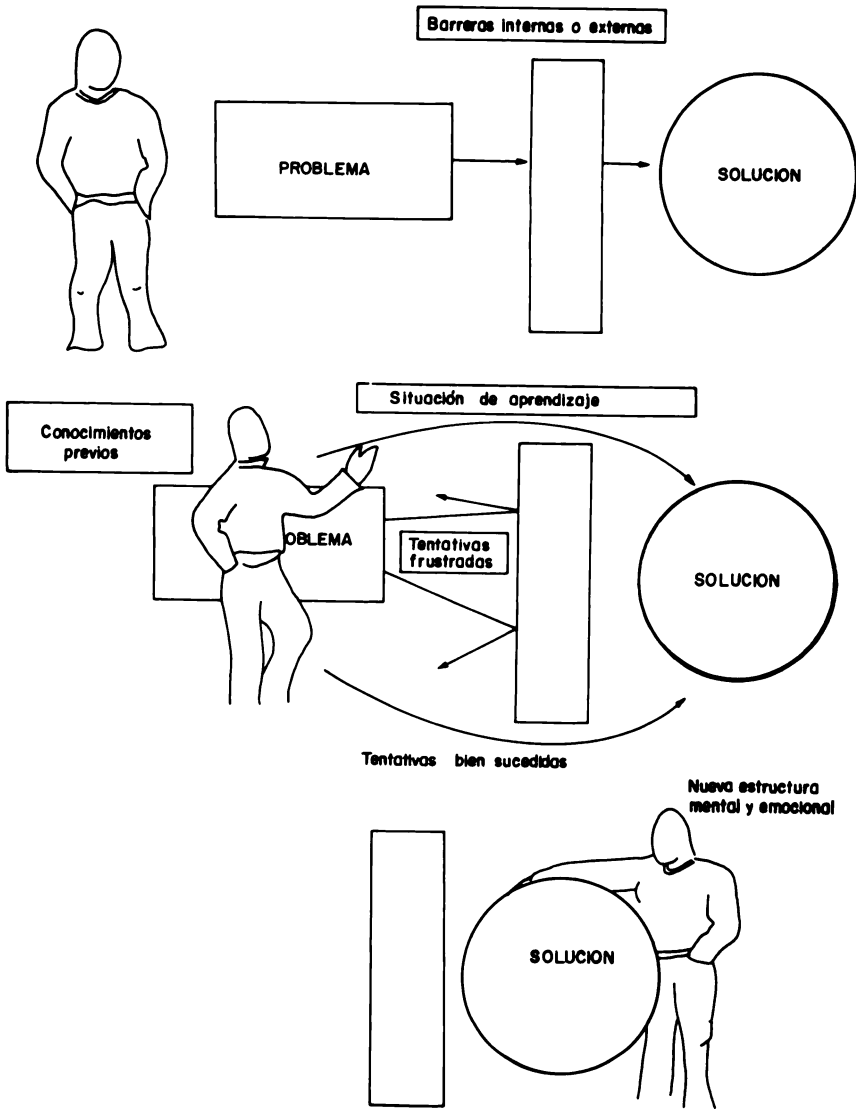 Barreras internas o externas
PROBLEMA
SOLUCION
Situación de aprendizaje
Conocimientos
previos
OBLEMA
Tentativas
frustradas
SOLUCION
Tentativas bien sucedidas
Nueva estructura
mental y emocional
SOLUCION